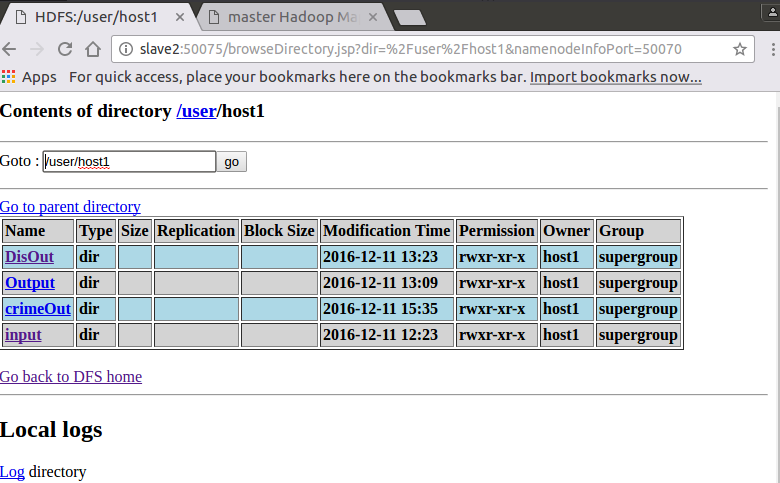 HDFS:/user/host1
master Hadoop Ma
slave2:50075/browseDirectory.jsp?dir=%2Fuser%2Fhost1&namenodeInfoPort=50070
Apps For quick access, place your bookmarks here on the bookmarks bar. Import bookmarks now...
Contents of directory /user/host1
Goto : /user/host1 go
Go to parent directory
Name Type Size Replication Block Size Modification Time Permission Owner Group
DisOut dir 2016-12-11 13:23 rwxr-xr-x host1 supergroup
Output dir 2016-12-11 13:09 rwxr-xr-x host1 supergroup
crimeOut dir 2016-12-11 15:35 rwxr-xr-x host1 supergroup
input dir 2016-12-11 12:23 rwxr-xr-x host1 supergroup
Go back to DFS home
Local logs
Log directory